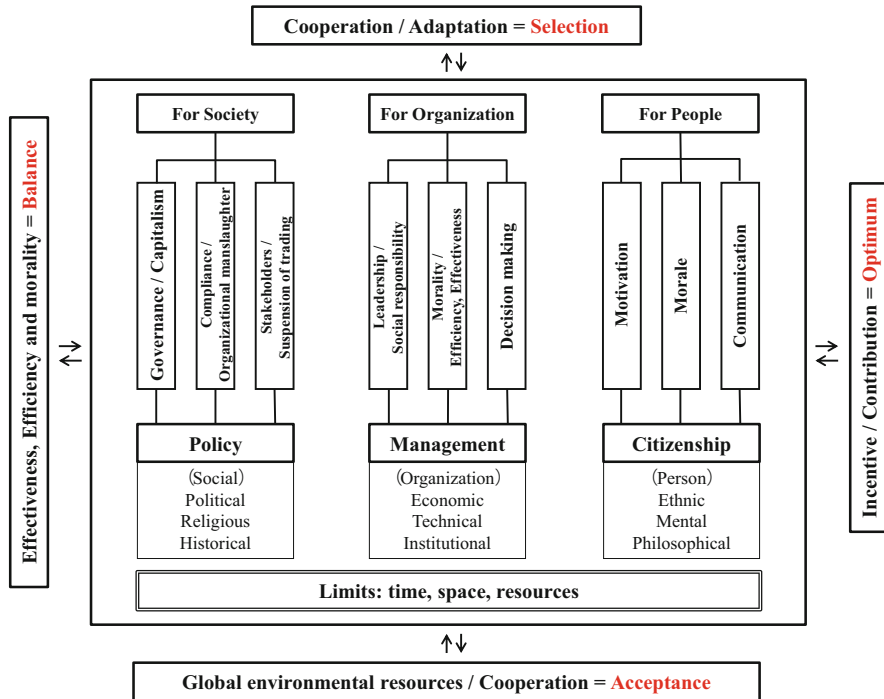 Cooperation / Adaptation = Selection
Effectiveness, Efficiency and morality = Balance
For Society
For Organization
For People
Governance / Capitalism
Compliance /
Organizational manslaughter
Stakeholders /
Suspension of trading
Leadership /
Social responsibility
Morality /
Efficiency, Effectiveness
Decision making
Motivation
Morale
Communication
Policy
(Social)
Political
Religious
Historical
Management
(Organization)
Economic
Technical
Institutional
Citizenship
(Person)
Ethnic
Mental
Philosophical
Limits: time, space, resources
Incentive / Contribution = Optimum
Global environmental resources / Cooperation = Acceptance